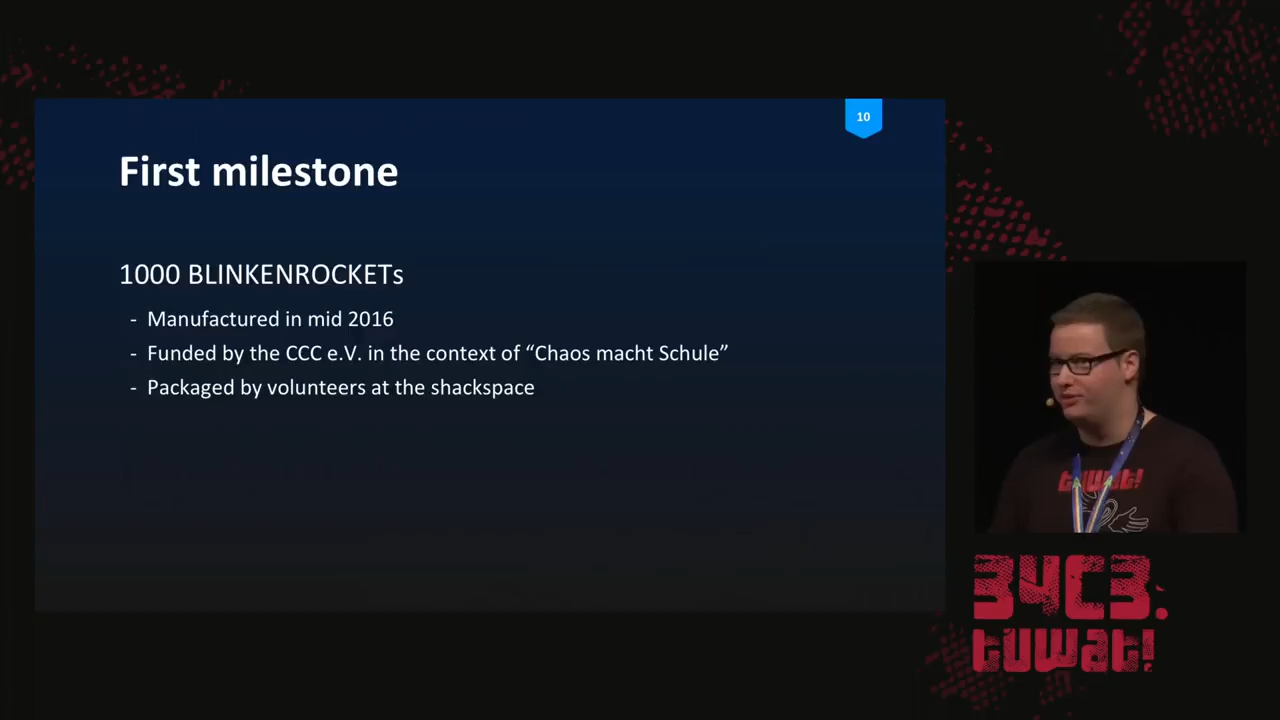 10
First milestone
1000 BLINKENROCKETs
- Manufactured in mid 2016
- Funded by the CCC e.V. in the context of “Chaos macht Schule”
- Packaged by volunteers at the shackspace
tuwat!
34C3.
tuwat!